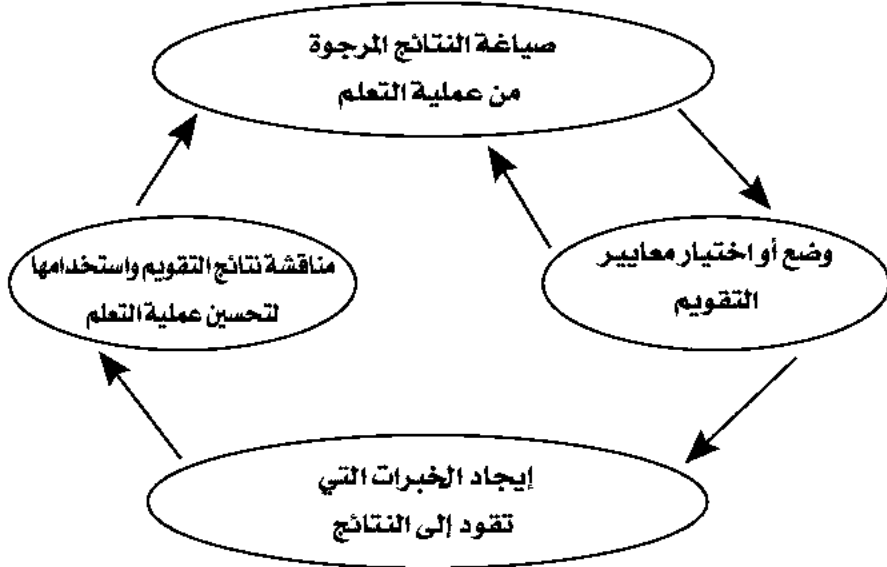 صياغة النتائج المرجوة
من عملية التعلم
وضع أو اختيار معايير
التقويم
إيجاد الخبرات التي
تقود إلى النتائج
مناقشة نتائج التقويم واستخدامها
لتحسين عملية التعلم